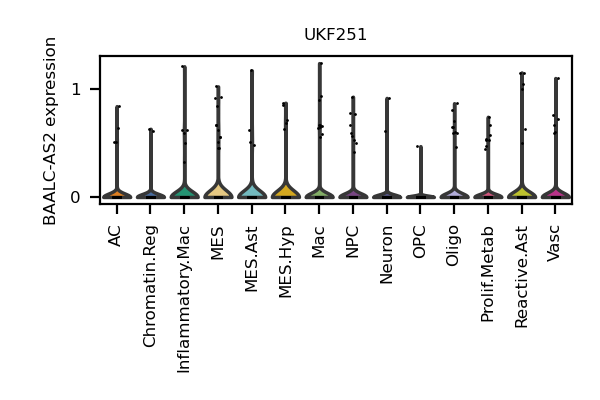 UKF251
BAALC-AS2 expression
1
0
AC
Chromatin.Reg
Inflammatory.Mac
MES
MES.Ast
MES.Hyp
Mac
NPC
Neuron
OPC
Oligo
Prolif.Metab
Reactive.Ast
Vasc